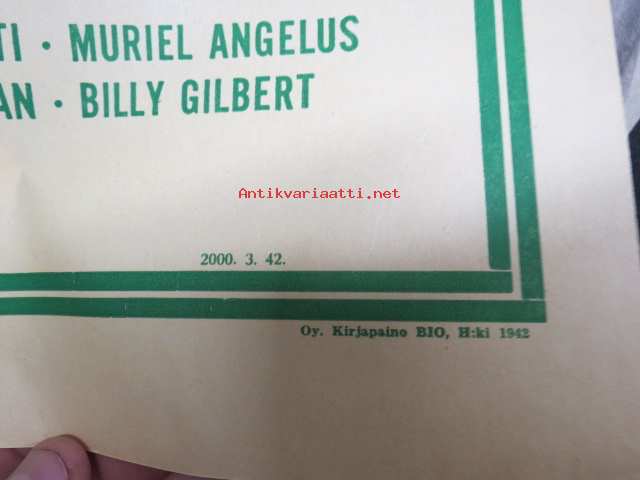 TI · MURIEL ANGELUS
AN · BILLY GILBERT
Antikvariaatti.net
2000. 3. 42.
Oy. Kirjapaino BIO, H:ki 1942